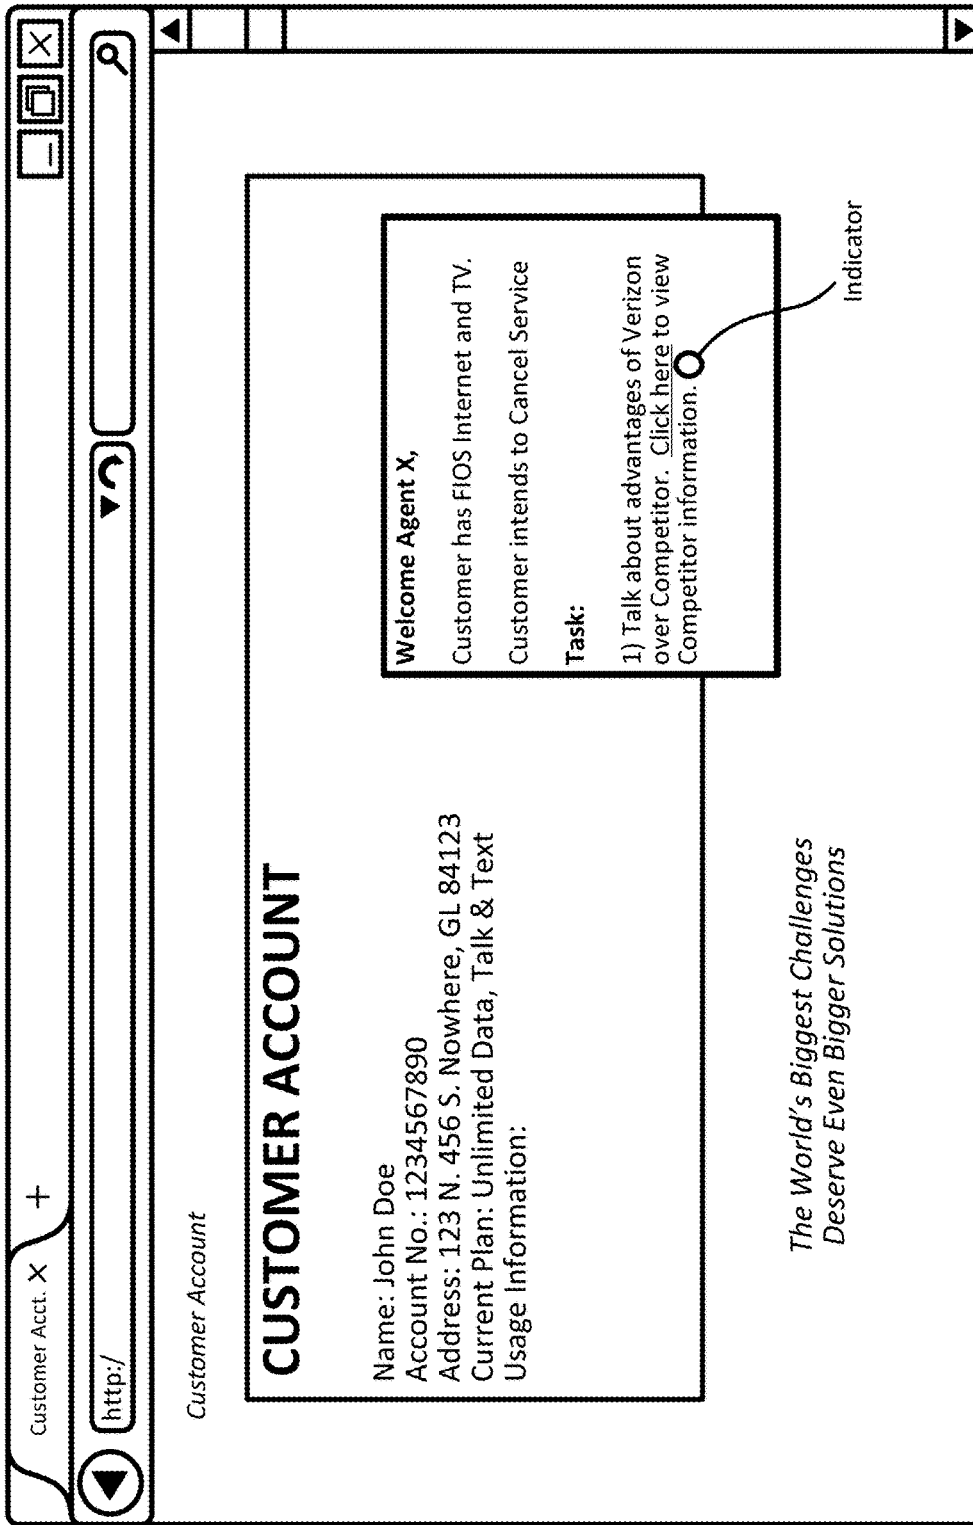 Customer Acct. X +
http:/
Customer Account
CUSTOMER ACCOUNT
Name: John Doe
Account No.: 1234567890
Address: 123 N. 456 S. Nowhere, GL 84123
Current Plan: Unlimited Data, Talk & Text
Usage Information:
Welcome Agent X,
Customer has FIOS Internet and TV.
Customer intends to Cancel Service
Task:
1) Talk about advantages of Verizon
over Competitor. Click here to view
Competitor information.
Indicator
The World's Biggest Challenges
Deserve Even Bigger Solutions